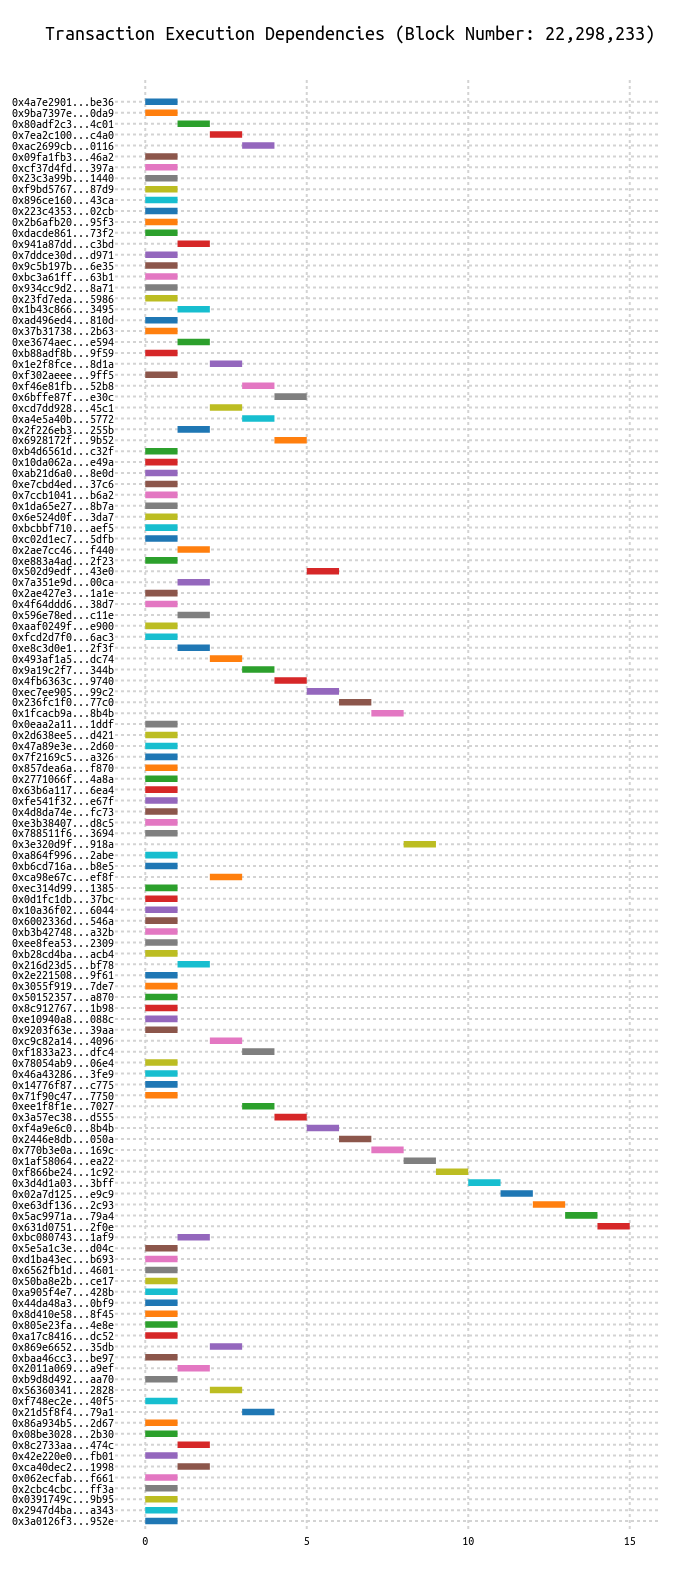 Transaction Execution Dependencies (Block Number: 22,298,233)
0x4a7e2901...be36
0x9ba7397e...0da9
0x80adf2c3...4c01
0x7ea2c100...c4a0
0xac2699cb...0116
0x09fa1fb3...46a2
0xcf37d4fd...397a
0x23c3a99b...1440
0xf9bd5767...87d9
0x896ce160...43ca
0x223c4353...02cb
0x2b6afb20...95f3
0xdacde861...73f2
0x941a87dd...c3bd
0x7ddce30d...d971
0x9c5b197b...6e35
0xbc3a61ff...63b1
0x934cc9d2...8a71
0x23fd7eda...5986
0x1b43c866...3495
0xad496ed4...810d
0x37b31738...2b63
0xe3674aec...e594
0xb88adf8b...9f59
0x1e2f8fce...8d1a
0xf302aeee...9ff5
0xf46e81fb...52b8
0x6bffe87f...e30c
0xcd7dd928...45c1
0xa4e5a40b...5772
0x2f226eb3...255b
0x6928172f...9b52
0xb4d6561d...c32f
0x10da062a...e49a
0xab21d6a0...8e0d
0xe7cbd4ed...37c6
0x7ccb1041...b6a2
0x1da65e27...8b7a
0x6e524d0f...3da7
0xbcbbf710...aef5
0xc02d1ec7...5dfb
0x2ae7cc46...f440
0xe883a4ad...2f23
0x502d9edf...43e0
0x7a351e9d...00ca
0x2ae427e3...1a1e
0x4f64ddd6...38d7
0x596e78ed...c11e
0xaaf0249f...e900
0xfcd2d7f0...6ac3
0xe8c3d0e1...2f3f
0x493af1a5...dc74
0x9a19c2f7...344b
0x4fb6363c...9740
0xec7ee905...99c2
0x236fc1f0...77c0
0x1fcacb9a...8b4b
0x0eaa2a11...1ddf
0x2d638ee5...d421
0x47a89e3e...2d60
0x7f2169c5...a326
0x857dea6a...f870
0x2771066f...4a8a
0x63b6a117...6ea4
0xfe541f32...e67f
0x4d8da74e...fc73
0xe3b38407...d8c5
0x788511f6...3694
0x3e320d9f...918a
0xa864f996...2abe
0xb6cd716a...b8e5
0xca98e67c...ef8f
0xec314d99...1385
0x0d1fc1db...37bc
0x10a36f02...6044
0x6002336d...546a
0xb3b42748...a32b
0xee8fea53...2309
0xb28cd4ba...acb4
0x216d23d5...bf78
0x2e221508...9f61
0x3055f919...7de7
0x50152357...a870
0x8c912767...1b98
0xe10940a8...088c
0x9203f63e...39aa
0xc9c82a14...4096
0xf1833a23...dfc4
0x78054ab9...06e4
0x46a43286...3fe9
0x14776f87...c775
0x71f90c47...7750
0xee1f8f1e...7027
0x3a57ec38...d555
0xf4a9e6c0...8b4b
0x2446e8db...050a
0x770b3e0a...169c
0x1af58064...ea22
0xf866be24...1c92
0x3d4d1a03...3bff
0x02a7d125...e9c9
0xe63df136...2c93
0x5ac9971a...79a4
0x631d0751...2f0e
0xbc080743...1af9
0x5e5a1c3e...d04c
0xd1ba43ec...b693
0x6562fb1d...4601
0x50ba8e2b...ce17
0xa905f4e7...428b
0x44da48a3...0bf9
0x8d410e58...8f45
0x805e23fa...4e8e
0xa17c8416...dc52
0x869e6652...35db
0xbaa46cc3...be97
0x2011a069...a9ef
0xb9d8d492...aa70
0x56360341...2828
0xf748ec2e...40f5
0x21d5f8f4...79a1
0x86a934b5...2d67
0x08be3028...2b30
0x8c2733aa...474c
0x42e220e0...fb01
0xca40dec2...1998
0x062ecfab...f661
0x2cbc4cbc...ff3a
0x0391749c...9b95
0x2947d4ba...a343
0x3a0126f3...952e
0 5 10 15